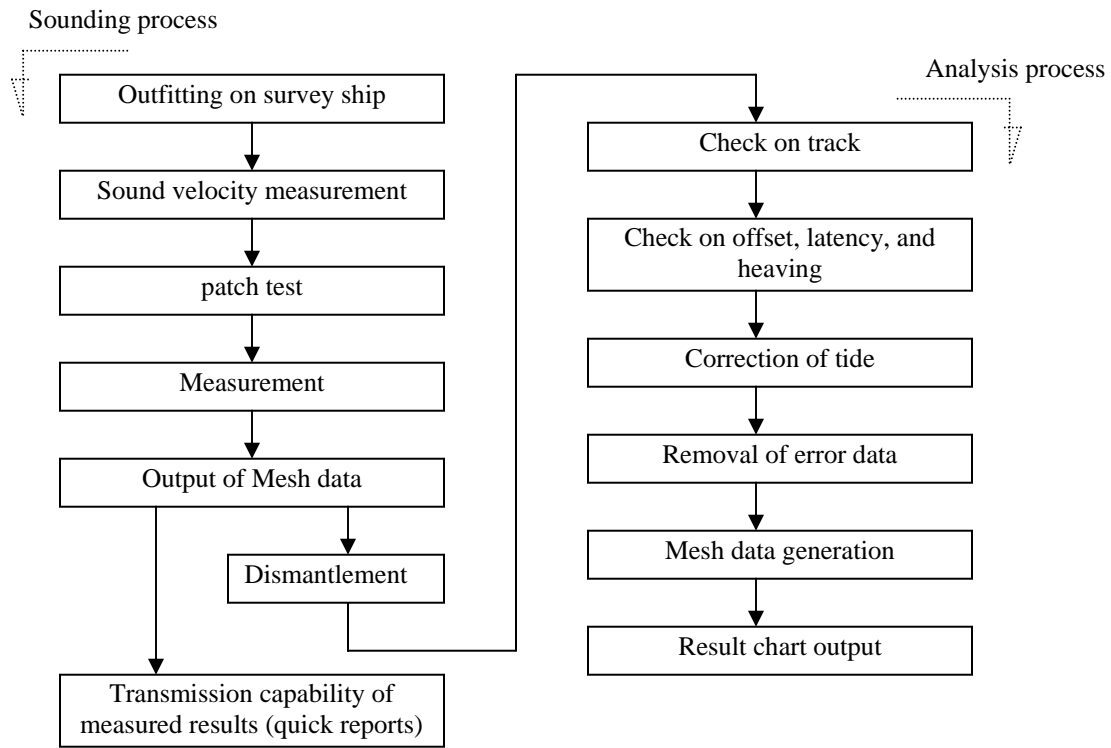 Sounding process
Outfitting on survey ship
Sound velocity measurement
patch test
Measurement
Output of Mesh data
Dismantlement
Transmission capability of
measured results (quick reports)
Analysis process
Check on track
Check on offset, latency, and
heaving
Correction of tide
Removal of error data
Mesh data generation
Result chart output